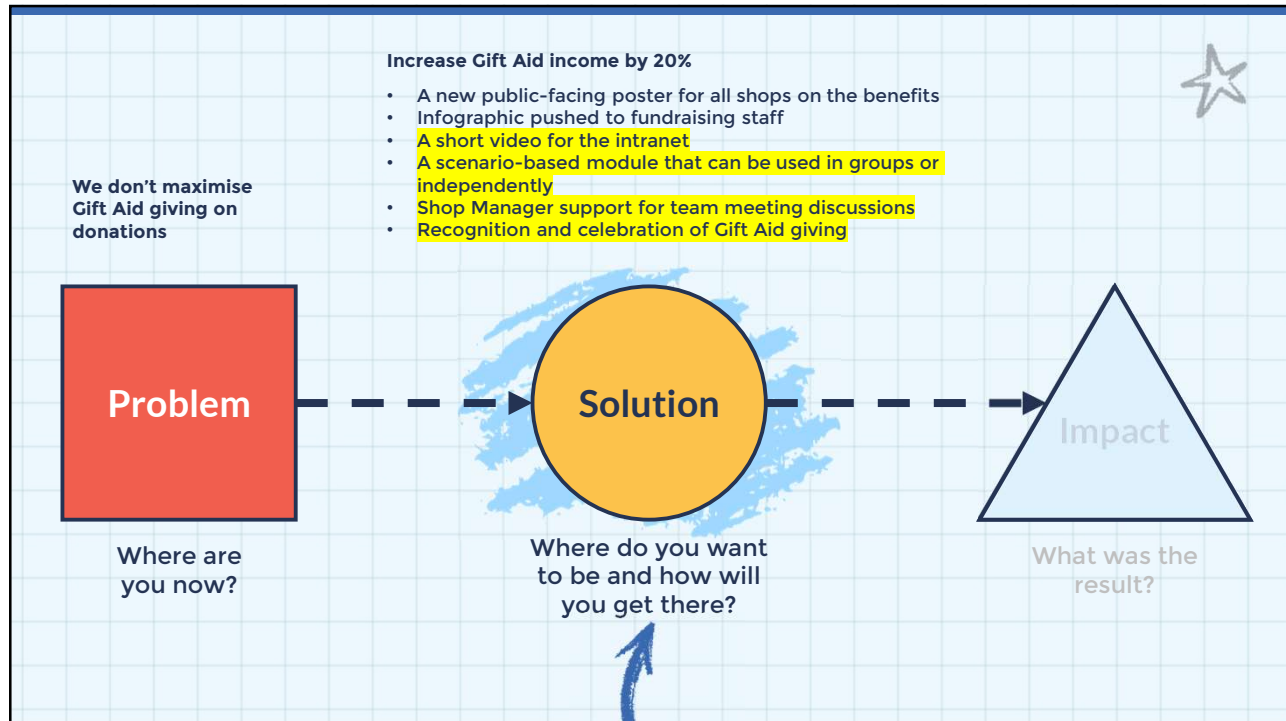 Increase Gift Aid income by 20%
• A new public-facing poster for all shops on the benefits
• Infographic pushed to fundraising staff
• A short video for the intranet
• A scenario-based module that can be used in groups or
independently
• Shop Manager support for team meeting discussions
• Recognition and celebration of Gift Aid giving
We don’t maximise
Gift Aid giving on
donations
Problem
Solution
Impact
Where are
you now?
Where do you want
to be and how will
you get there?
What was the
result?